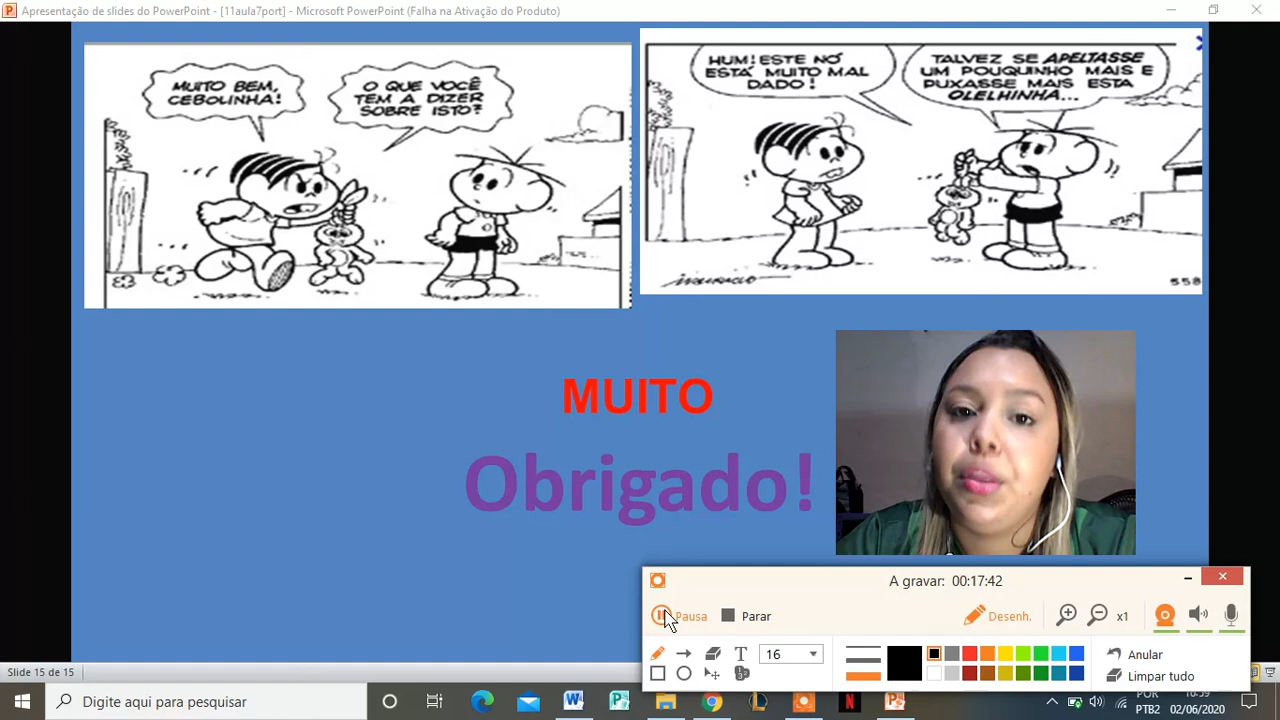 Apresentação de slides do PowerPoint - [11aula7port] - Microsoft PowerPoint (Falha na Ativação do Produto)
MUITO BEM,
CEBOLINHA!
O QUE VOCÊ
TEM A DIZER
SOBRE ISTO?
HUM! ESTE NÓ
ESTÁ MUITO MAL
DADO!
TALVEZ SE APELTASSE
UM POUQUINHO MAIS E
PUXASSE MAIS ESTA
OLELHINHA...
558
MUITO
Obrigado!
A gravar: 00:17:42
Pausa
Parar
Desenh.
x1
T
16
Anular
Limpar tudo
Slide 15 de 15
Digite aqui para pesquisar
POR
PTB2
16:59
02/06/2020